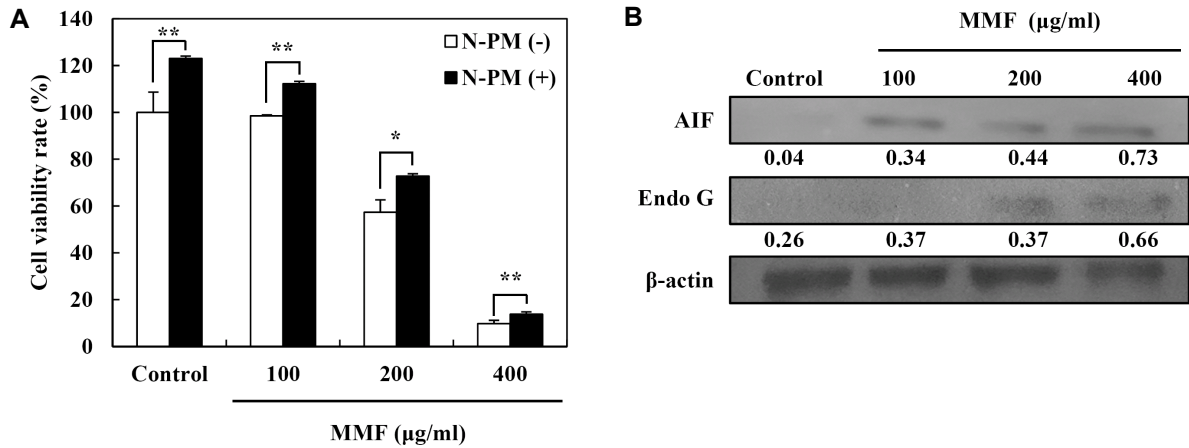 A
140
120
100
80
60
40
20
0
Cell viability rate (%)
**
**
*
**
N-PM (-)
N-PM (+)
Control 100 200 400
MMF (μg/ml)
B
MMF (μg/ml)
Control 100 200 400
AIF
0.04 0.34 0.44 0.73
Endo G
0.26 0.37 0.37 0.66
β-actin